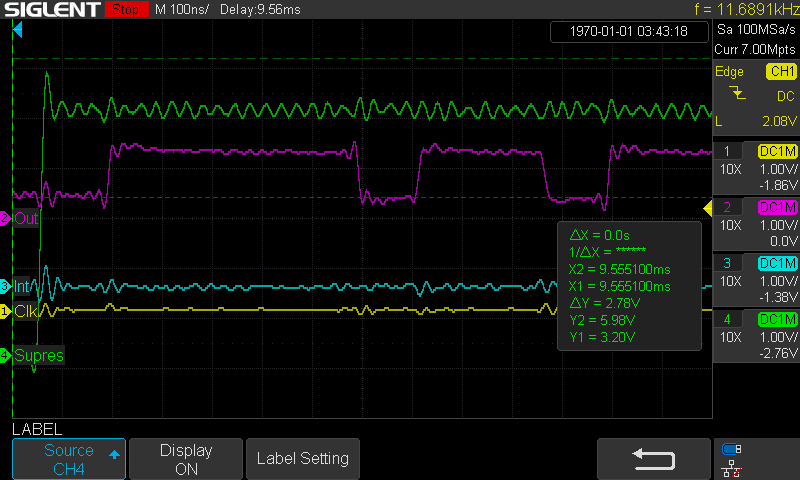 SIGLENT Stop M 100ns/ Delay:9.56ms f = 11.6891kHz
1970-01-01 03:43:18
Sa 100MSa/s
Curr 7.00Mpts
Edge CH1
DC
L 2.08V
1 DC1M
10X 1.00V/
-1.86V
2 DC1M
10X 1.00V/
0.0V
3 DC1M
10X 1.00V/
-1.38V
4 DC1M
10X 1.00V/
-2.76V
2 Out
3 Int
1 Clk
4 Supres
△X = 0.0s
1/△X = ******
X2 = 9.555100ms
X1 = 9.555100ms
△Y = 2.78V
Y2 = 5.98V
Y1 = 3.20V
LABEL
Source
CH4
Display
ON
Label Setting